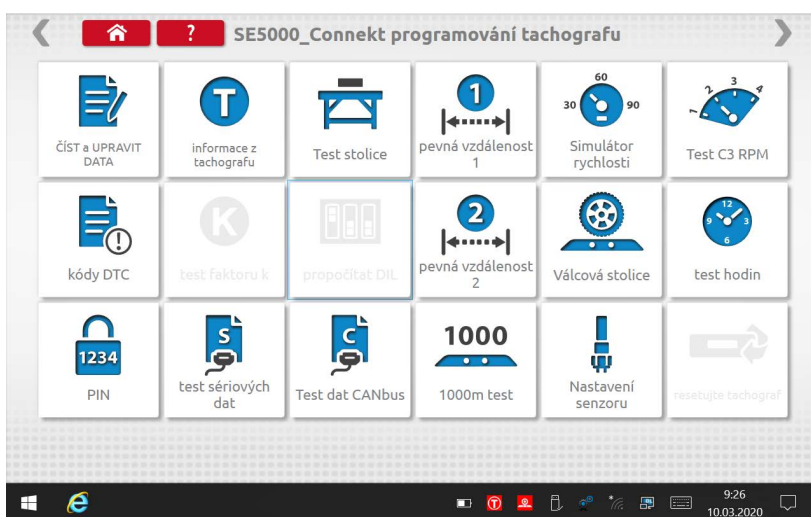 ?
SE5000_Connekt programování tachografu
ČÍST a UPRAVIT
DATA
T
informace z
tachografu
Test stolice
1
pevná vzdálenost
1
60
30
90
Simulátor
rychlosti
1 2 3 4
Test C3 RPM
kódy DTC
K
test faktoru k
propočítat DIL
2
pevná vzdálenost
2
Válcová stolice
12
9
3
6
test hodin
1234
PIN
S
test sériových
dat
C
Test dat CANbus
1000
1000m test
Nastavení
senzoru
resetujte tachograf
T
9:26
10.03.2020